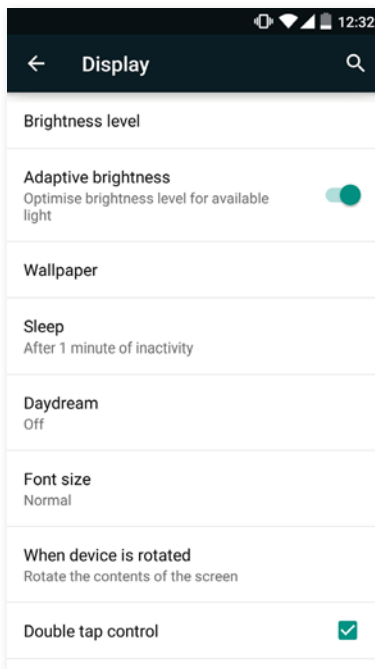 12:32
Display
Brightness level
Adaptive brightness
Optimise brightness level for available
light
Wallpaper
Sleep
After 1 minute of inactivity
Daydream
Off
Font size
Normal
When device is rotated
Rotate the contents of the screen
Double tap control